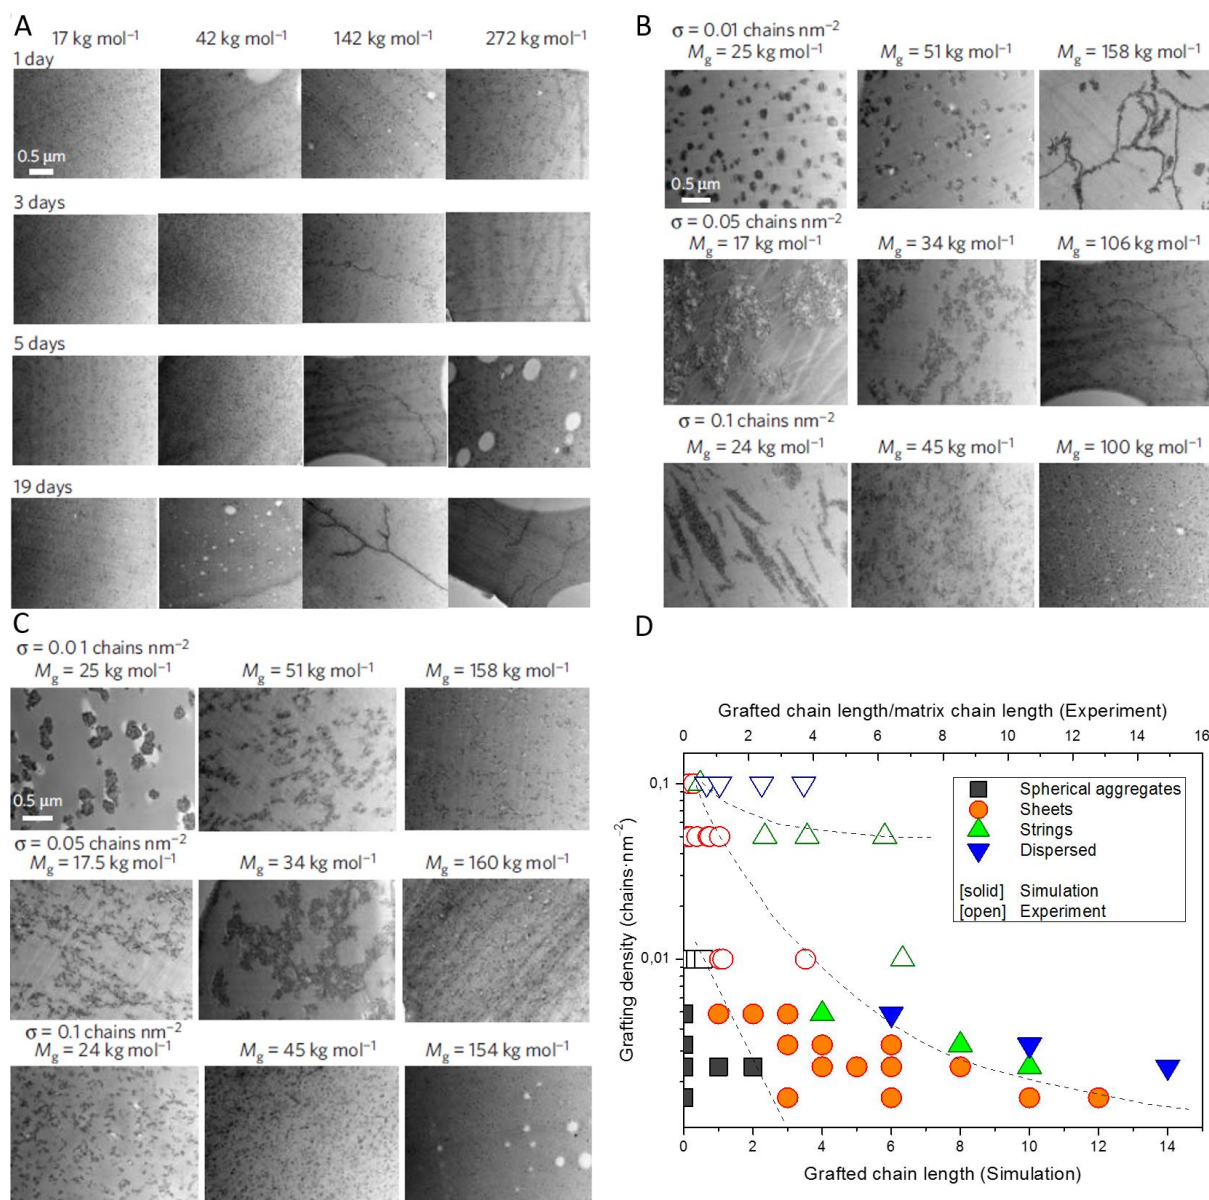 A
17 kg mol⁻¹ 42 kg mol⁻¹ 142 kg mol⁻¹ 272 kg mol⁻¹
1 day
0.5 µm
3 days
5 days
19 days
B
σ = 0.01 chains nm⁻²
Mg = 25 kg mol⁻¹ Mg = 51 kg mol⁻¹ Mg = 158 kg mol⁻¹
0.5 µm
σ = 0.05 chains nm⁻²
Mg = 17 kg mol⁻¹ Mg = 34 kg mol⁻¹ Mg = 106 kg mol⁻¹
σ = 0.1 chains nm⁻²
Mg = 24 kg mol⁻¹ Mg = 45 kg mol⁻¹ Mg = 100 kg mol⁻¹
C
σ = 0.01 chains nm⁻²
Mg = 25 kg mol⁻¹ Mg = 51 kg mol⁻¹ Mg = 158 kg mol⁻¹
0.5 µm
σ = 0.05 chains nm⁻²
Mg = 17.5 kg mol⁻¹ Mg = 34 kg mol⁻¹ Mg = 160 kg mol⁻¹
σ = 0.1 chains nm⁻²
Mg = 24 kg mol⁻¹ Mg = 45 kg mol⁻¹ Mg = 154 kg mol⁻¹
D
Grafted chain length/matrix chain length (Experiment)
0 2 4 6 8 10 12 14 16
0,1
0,01
Grafting density (chains·nm⁻²)
Spherical aggregates
Sheets
Strings
Dispersed
[solid] Simulation
[open] Experiment
0 2 4 6 8 10 12 14
Grafted chain length (Simulation)